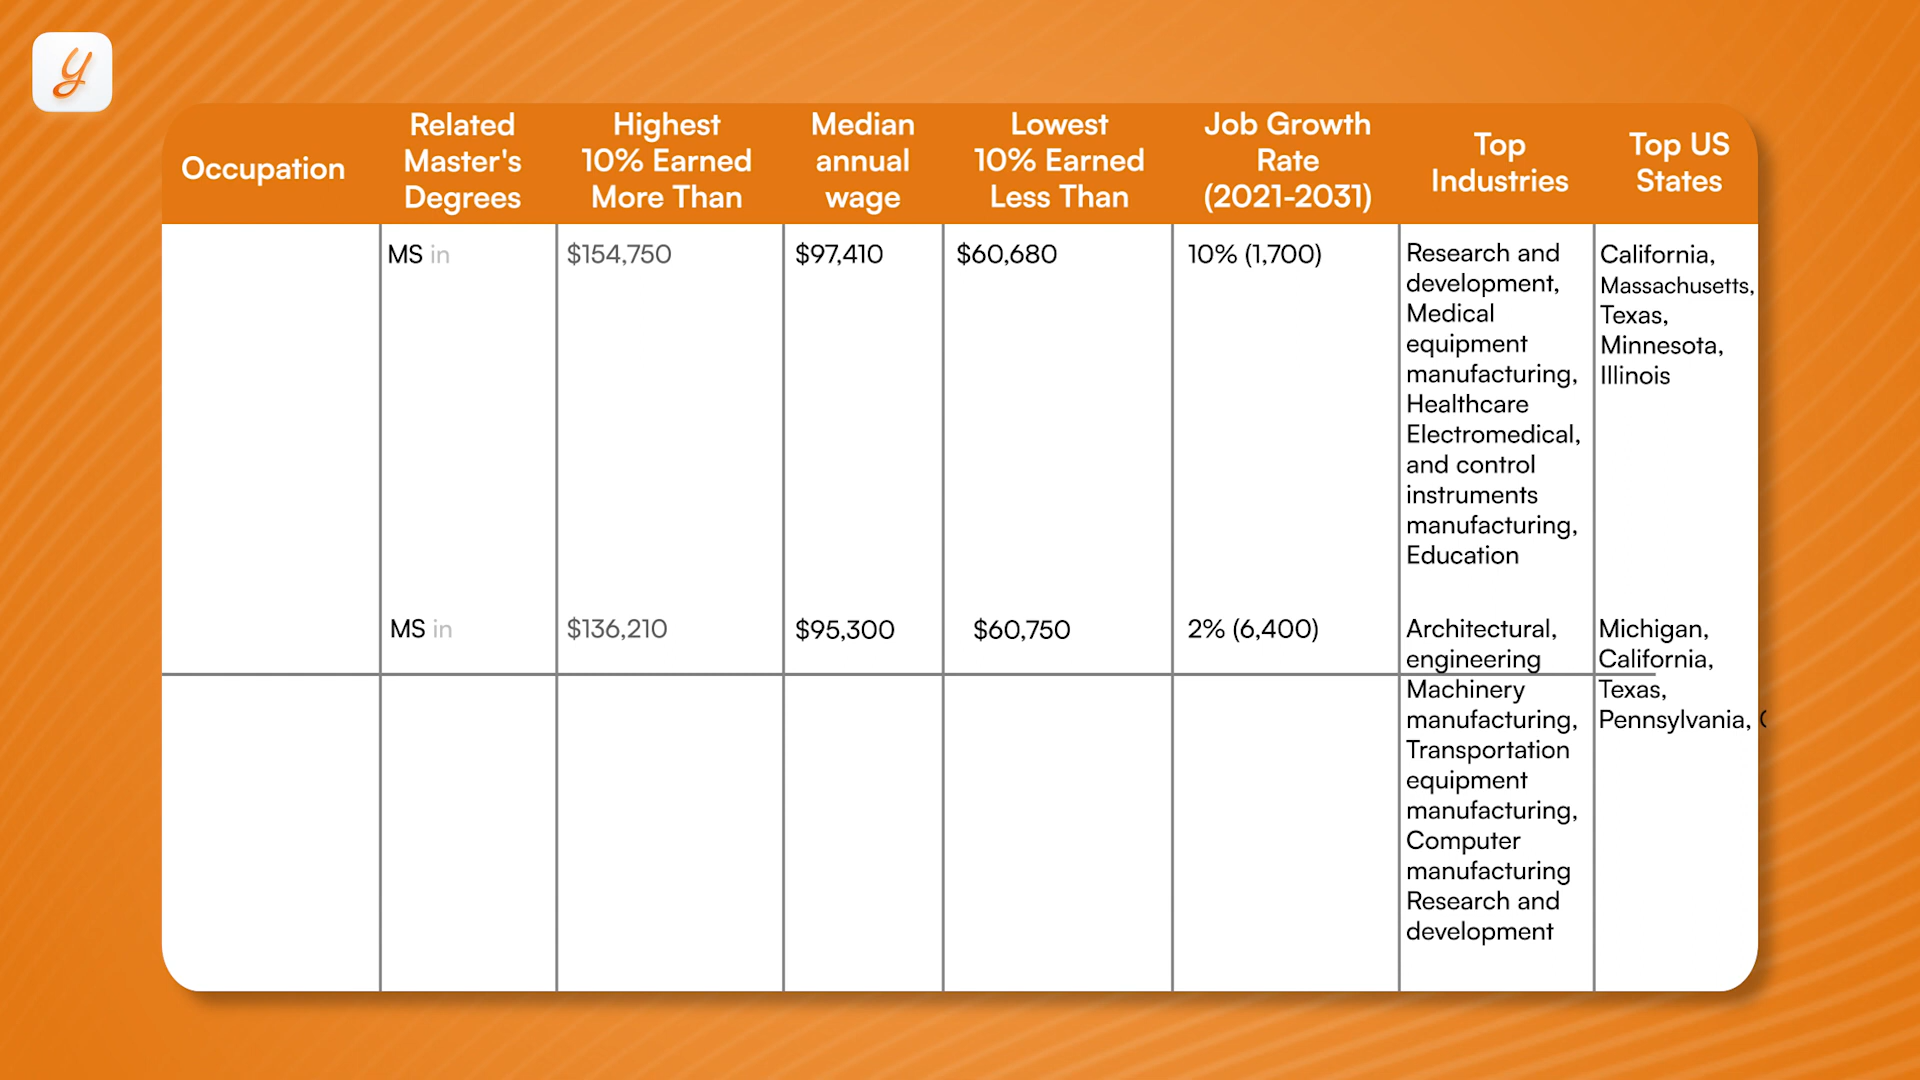 y
Occupation
Related
Master's
Degrees
Highest
10% Earned
More Than
Median
annual
wage
Lowest
10% Earned
Less Than
Job Growth
Rate
(2021-2031)
Top
Industries
Top US
States
MS in
$154,750
$97,410
$60,680
10% (1,700)
Research and
development,
Medical
equipment
manufacturing,
Healthcare
Electromedical,
and control
instruments
manufacturing,
Education
California,
Massachusetts,
Texas,
Minnesota,
Illinois
MS in
$136,210
$95,300
$60,750
2% (6,400)
Architectural,
engineering
Machinery
manufacturing,
Transportation
equipment
manufacturing,
Computer
manufacturing
Research and
development
Michigan,
California,
Texas,
Pennsylvania,